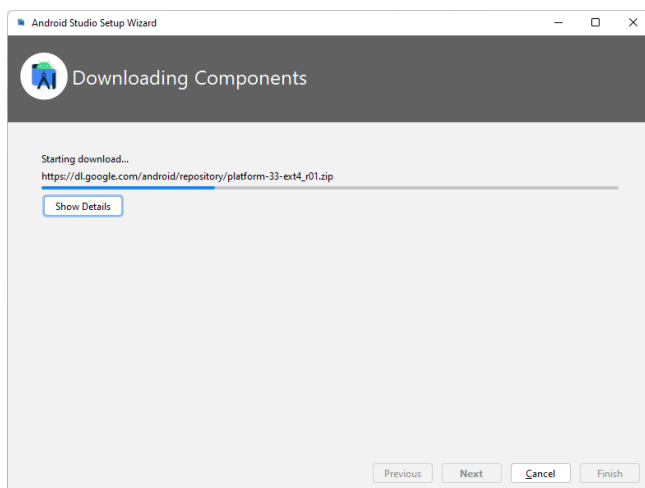 Android Studio Setup Wizard
Downloading Components
Starting download...
https://dl.google.com/android/repository/platform-33-ext4_r01.zip
Show Details
Previous Next Cancel Finish